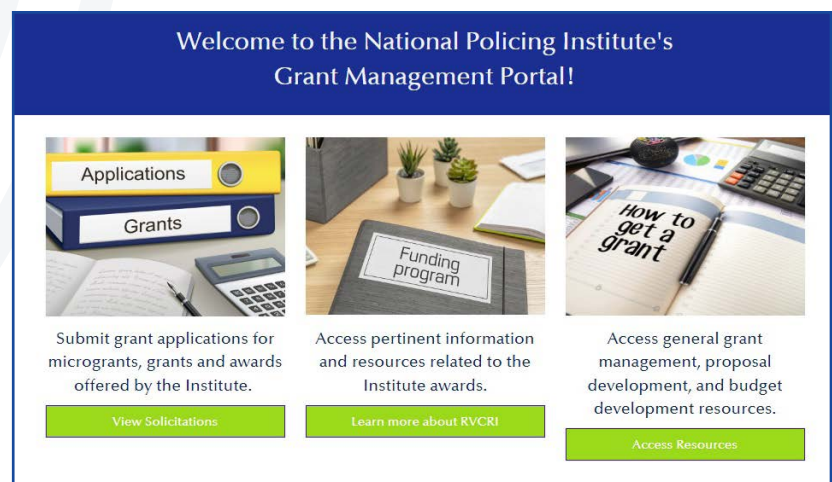 Welcome to the National Policing Institute's
Grant Management Portal!
Applications
Grants
Funding
program
How to
get a
grant
Submit grant applications for
microgrants, grants and awards
offered by the Institute.
View Solicitations
Access pertinent information
and resources related to the
Institute awards.
Learn more about RVCRI
Access general grant
management, proposal
development, and budget
development resources.
Access Resources